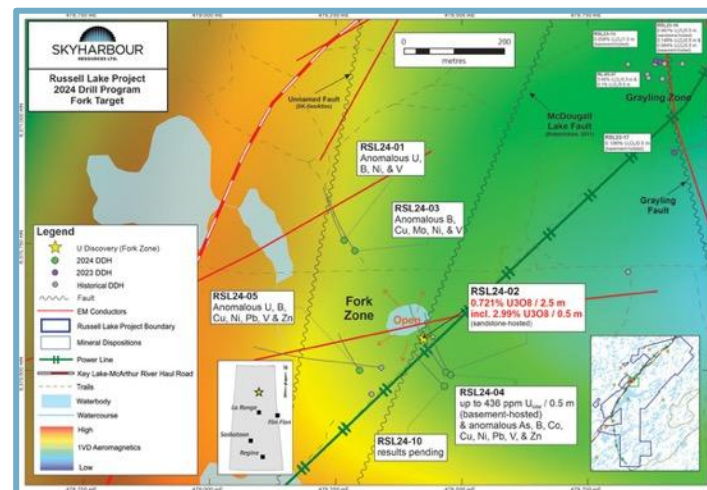 SKYHARBOUR
RESOURCES LTD.
Russell Lake Project
2024 Drill Program
Fork Target
0
200
metres
Unnamed Fault
McDougall
Lake Fault
Grayling Zone
Grayling
Fault
RSL24-01
Anomalous U,
B, Ni, & V
RSL24-03
Anomalous B,
Cu, Mo, Ni, & V
RSL24-05
Anomalous U, B,
Cu, Ni, Pb, V & Zn
Fork
Zone
Open
RSL24-02
0.721% U3O8 / 2.5 m
incl. 2.99% U3O8 / 0.5 m
(sandstone-hosted)
RSL24-04
up to 436 ppm U / 0.5 m
(basement-hosted)
& anomalous As, B, Co,
Cu, Ni, Pb, V, & Zn
RSL24-10
results pending
Legend
U Discovery (Fork Zone)
2024 DDH
2023 DDH
Historical DDH
Fault
EM Conductors
Russell Lake Project Boundary
Mineral Dispositions
Power Line
Key Lake-McArthur River Haul Road
Trails
Waterbody
Watercourse
High
1VD Aeromagnetics
Low
La Ronge
Flin Flon
Saskatoon
Regina